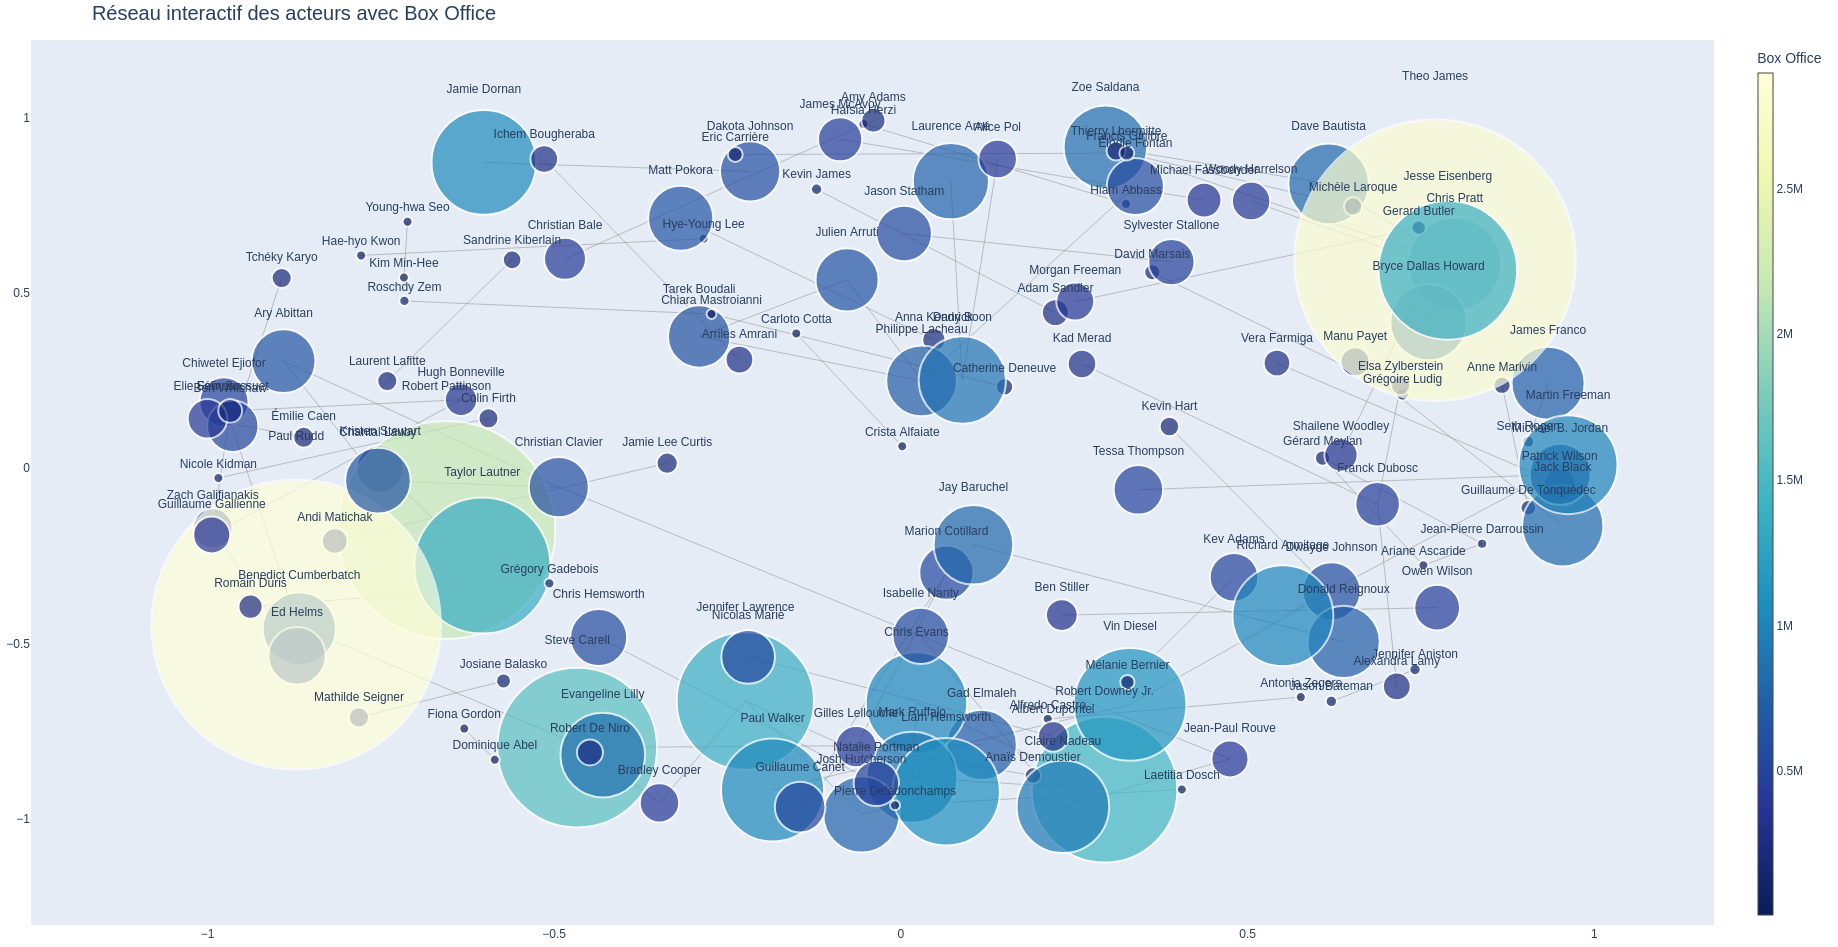 Réseau interactif des acteurs avec Box Office
Box Office
2.5M
2M
1.5M
1M
0.5M
1
0.5
0
−0.5
−1
−1
−0.5
0
0.5
1
Theo James
Jamie Dornan
Zoe Saldana
Amy Adams
James McAvoy
Hafsia Herzi
Dakota Johnson
Laurence Arné
Alice Pol
Dave Bautista
Ichem Bougheraba
Eric Carrière
Thierry Lhermitte
Élodie Fontan
Matt Pokora
Kevin James
Michael Fassbender
Woody Harrelson
Jesse Eisenberg
Jason Statham
Hiam Abbass
Michèle Laroque
Chris Pratt
Young-hwa Seo
Gerard Butler
Christian Bale
Hye-Young Lee
Sylvester Stallone
Julien Arruti
Hae-hyo Kwon
Sandrine Kiberlain
Tchéky Karyo
Kim Min-Hee
David Marsais
Bryce Dallas Howard
Morgan Freeman
Roschdy Zem
Tarek Boudali
Adam Sandler
Chiara Mastroianni
Ary Abittan
Carloto Cotta
Anna Kendrick
Dany Boon
Philippe Lacheau
Arriles Amrani
Kad Merad
Vera Farmiga
Manu Payet
James Franco
Chiwetel Ejiofor
Laurent Lafitte
Hugh Bonneville
Catherine Deneuve
Elsa Zylberstein
Anne Marivin
Robert Pattinson
Grégoire Ludig
Colin Firth
Martin Freeman
Émilie Caen
Kevin Hart
Paul Rudd
Kristen Stewart
Chantal Lauby
Crista Alfaiate
Shailene Woodley
Seth Rogen
Michael B. Jordan
Christian Clavier
Jamie Lee Curtis
Gérard Meylan
Tessa Thompson
Patrick Wilson
Nicole Kidman
Taylor Lautner
Franck Dubosc
Jack Black
Zach Galifianakis
Jay Baruchel
Guillaume De Tonquédec
Guillaume Gallienne
Andi Matichak
Marion Cotillard
Jean-Pierre Darroussin
Kev Adams
Richard Armitage
Dwayne Johnson
Ariane Ascaride
Benedict Cumberbatch
Grégory Gadebois
Owen Wilson
Romain Duris
Ben Stiller
Donald Reignoux
Chris Hemsworth
Isabelle Nanty
Ed Helms
Jennifer Lawrence
Nicolas Marié
Vin Diesel
Steve Carell
Chris Evans
Jennifer Aniston
Josiane Balasko
Mélanie Bernier
Alexandra Lamy
Antonia Zegers
Jason Bateman
Mathilde Seigner
Evangeline Lilly
Gad Elmaleh
Robert Downey Jr.
Alfredo Castro
Albert Dupontel
Fiona Gordon
Paul Walker
Gilles Lellouche
Mark Ruffalo
Liam Hemsworth
Robert De Niro
Jean-Paul Rouve
Dominique Abel
Natalie Portman
Claire Nadeau
Josh Hutcherson
Anaïs Demoustier
Bradley Cooper
Guillaume Canet
Laetitia Dosch
Pierre Deladonchamps